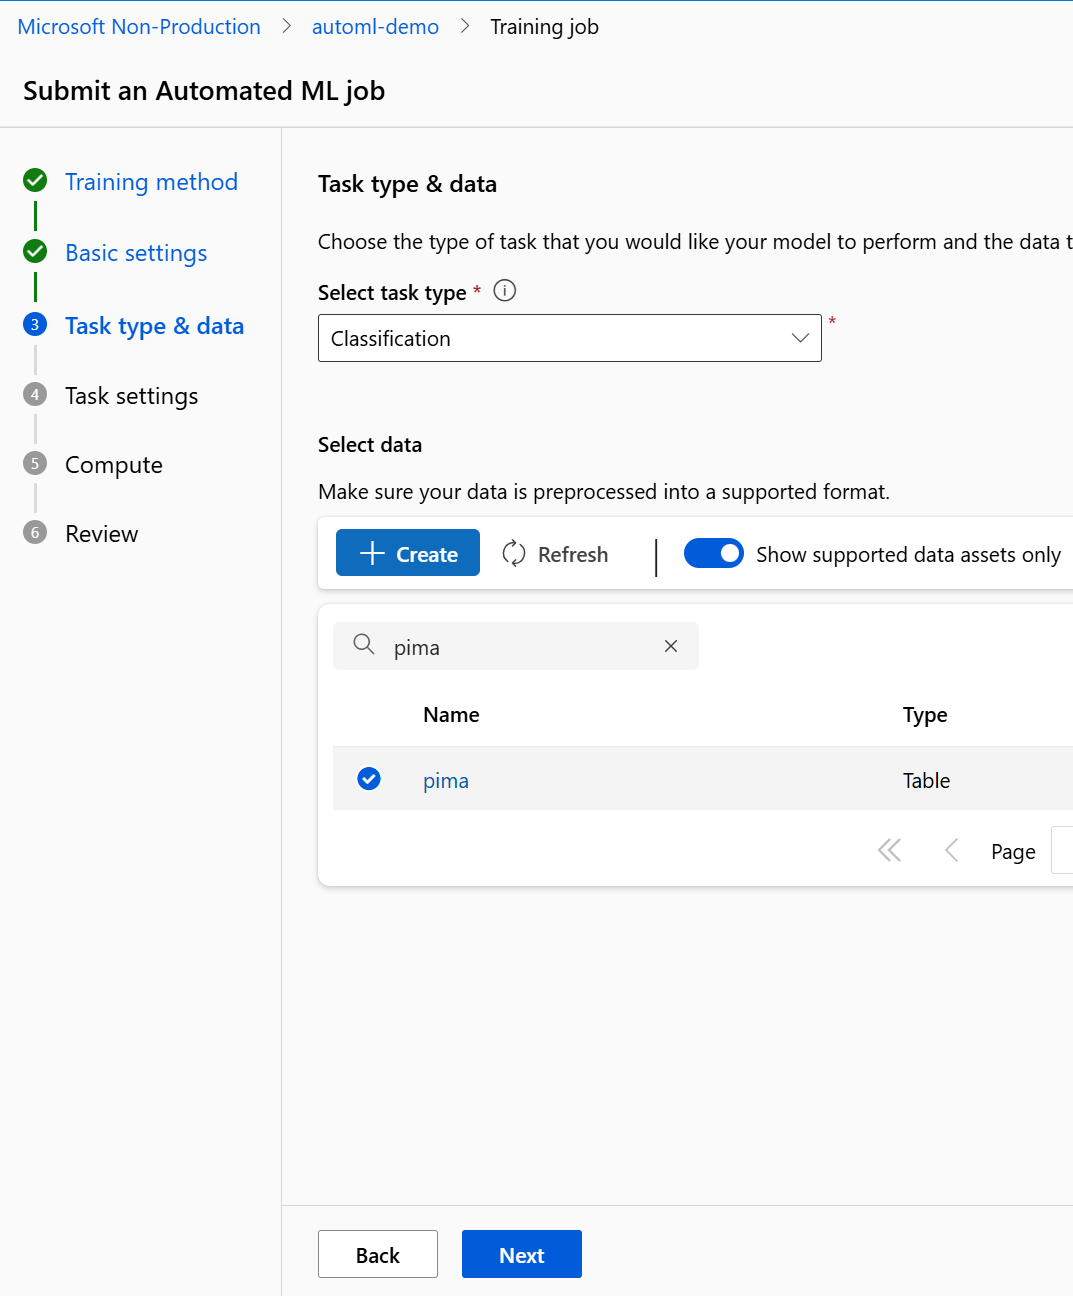 Microsoft Non-Production > automl-demo > Training job
Submit an Automated ML job
Training method
Basic settings
3 Task type & data
4 Task settings
5 Compute
6 Review
Task type & data
Choose the type of task that you would like your model to perform and the data t
Select task type *
Classification *
Select data
Make sure your data is preprocessed into a supported format.
Create Refresh | Show supported data assets only
pima
Name Type
pima Table
Page
Back Next